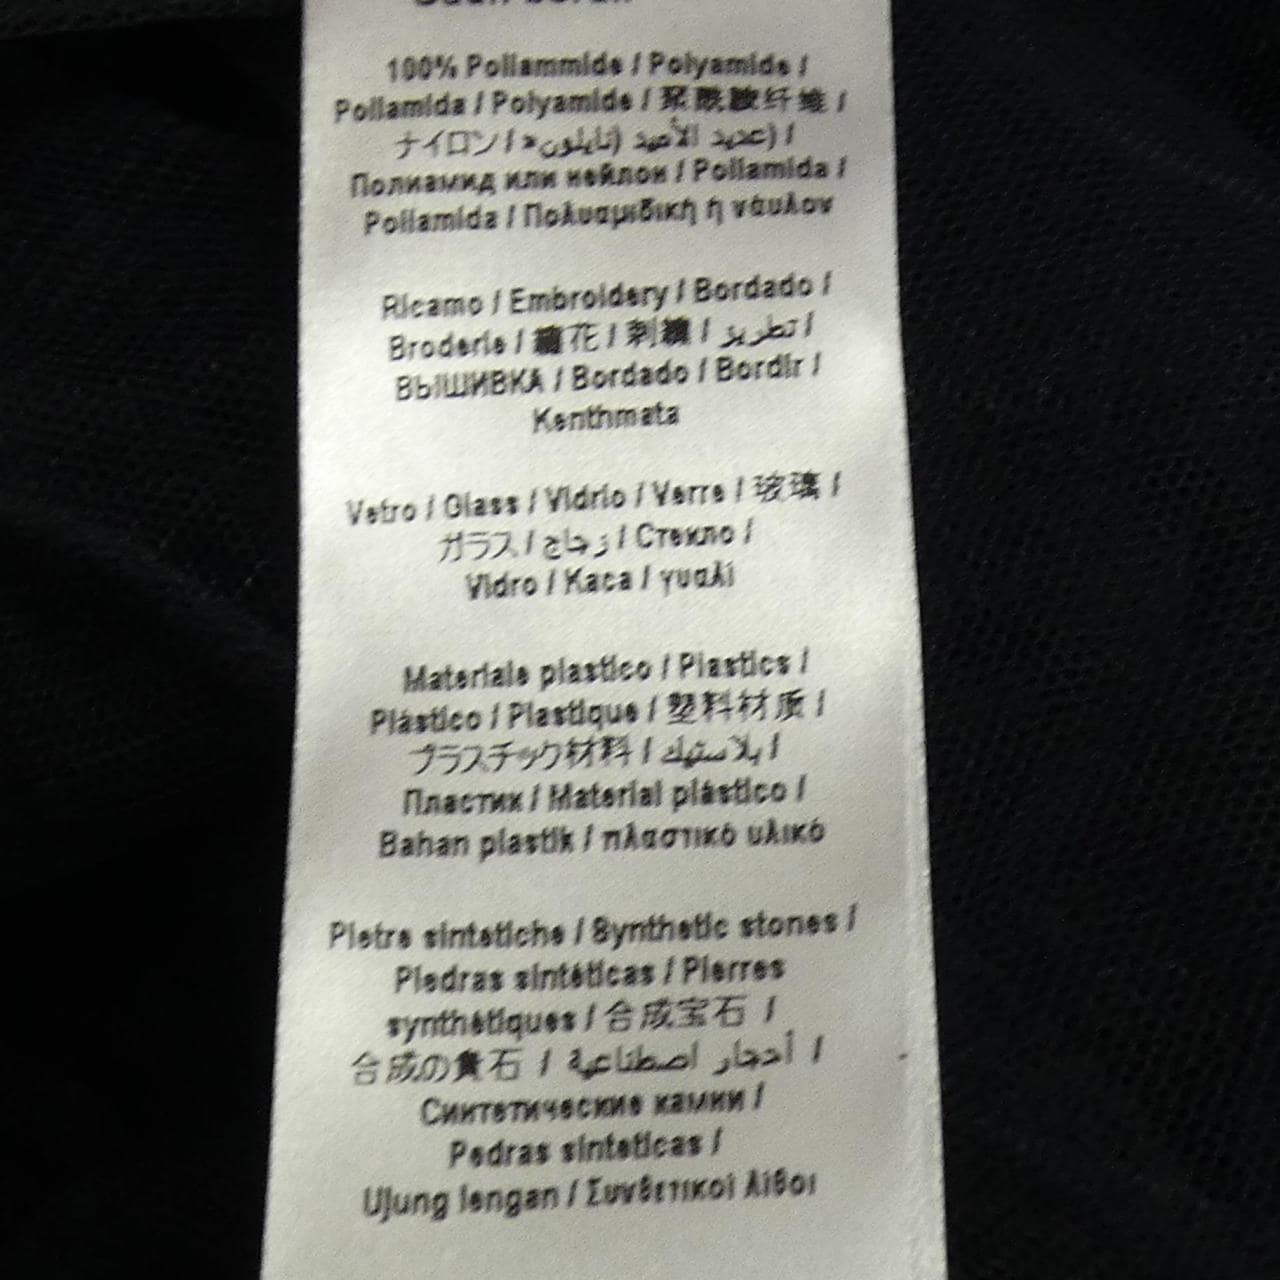 100% Poliammide / Polyamide /
Poliamida / Polyamide / 聚酰胺纤维 /
ナイロン / عديد الأميد (نايلون) /
Полиамид или нейлон / Poliamida /
Poliamida / Πολυαμιδική ή νάυλον
Ricamo / Embroidery / Bordado /
Broderie / 繡花 / 刺繍 / تطريز /
ВЫШИВКА / Bordado / Bordir /
Kenthmata
Vetro / Glass / Vidrio / Verre / 玻璃 /
ガラス / زجاج / Стекло /
Vidro / Kaca / γυαλί
Materiale plastico / Plastics /
Plástico / Plastique / 塑料材质 /
プラスチック材料 / بلاستيك /
Пластик / Material plástico /
Bahan plastik / πλαστικό υλικό
Pietre sintetiche / Synthetic stones /
Piedras sintéticas / Pierres
synthétiques / 合成宝石 /
合成の貴石 / أحجار اصطناعية /
Синтетические камни /
Pedras sinteticas /
Ujung lengan / Συνθετικοί λίθοι